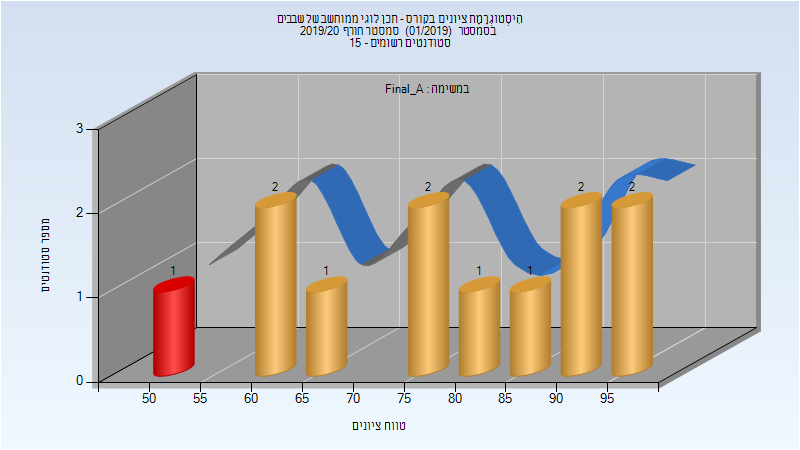 הִיסְטוֹגְרָמַת ציונים בקורס - תכן לוגי ממוחשב של שבבים
בסמסטר (01/2019) סמסטר חורף 2019/20
סטודנטים רשומים - 15
במשימה : Final_A
מספר סטודנטים
3
2
1
0
2 2 2 2
1 1 1 1
50 55 60 65 70 75 80 85 90 95
טווח ציונים